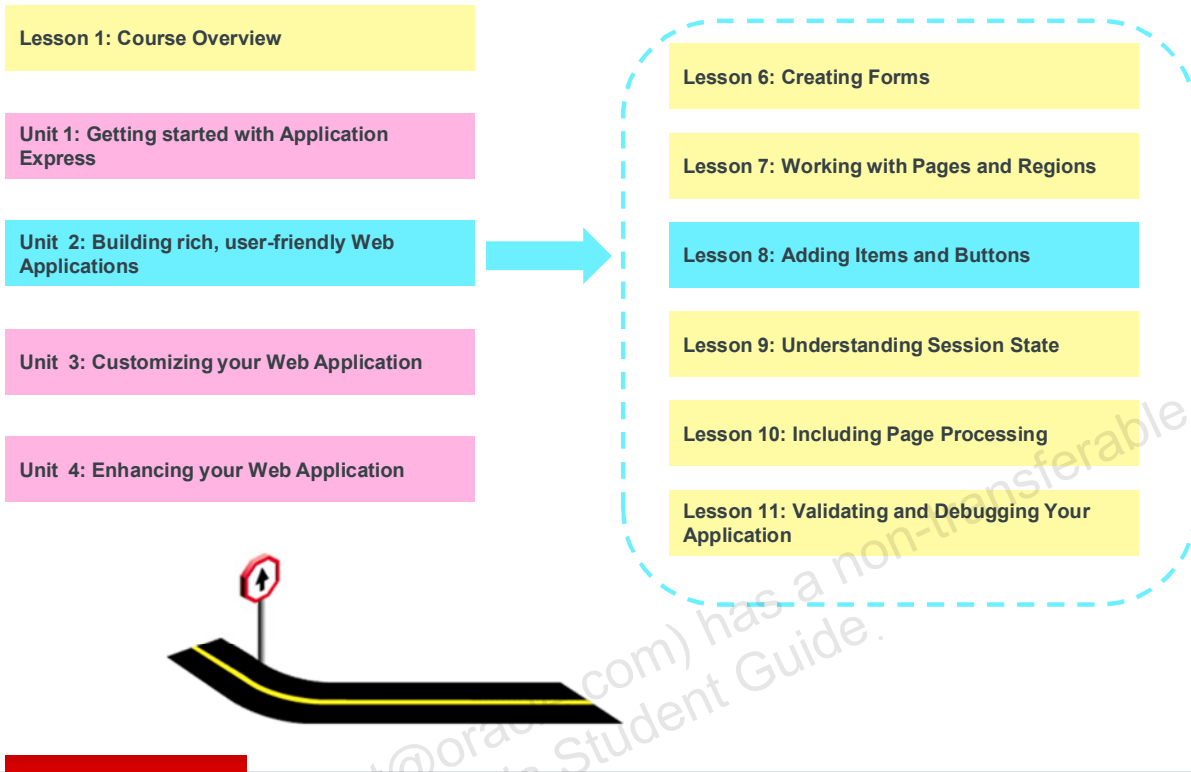 Lesson 1: Course Overview
Unit 1: Getting started with Application
Express
Unit 2: Building rich, user-friendly Web
Applications
Unit 3: Customizing your Web Application
Unit 4: Enhancing your Web Application
Lesson 6: Creating Forms
Lesson 7: Working with Pages and Regions
Lesson 8: Adding Items and Buttons
Lesson 9: Understanding Session State
Lesson 10: Including Page Processing
Lesson 11: Validating and Debugging Your
Application
com) has a non-transferable
Student Guide.